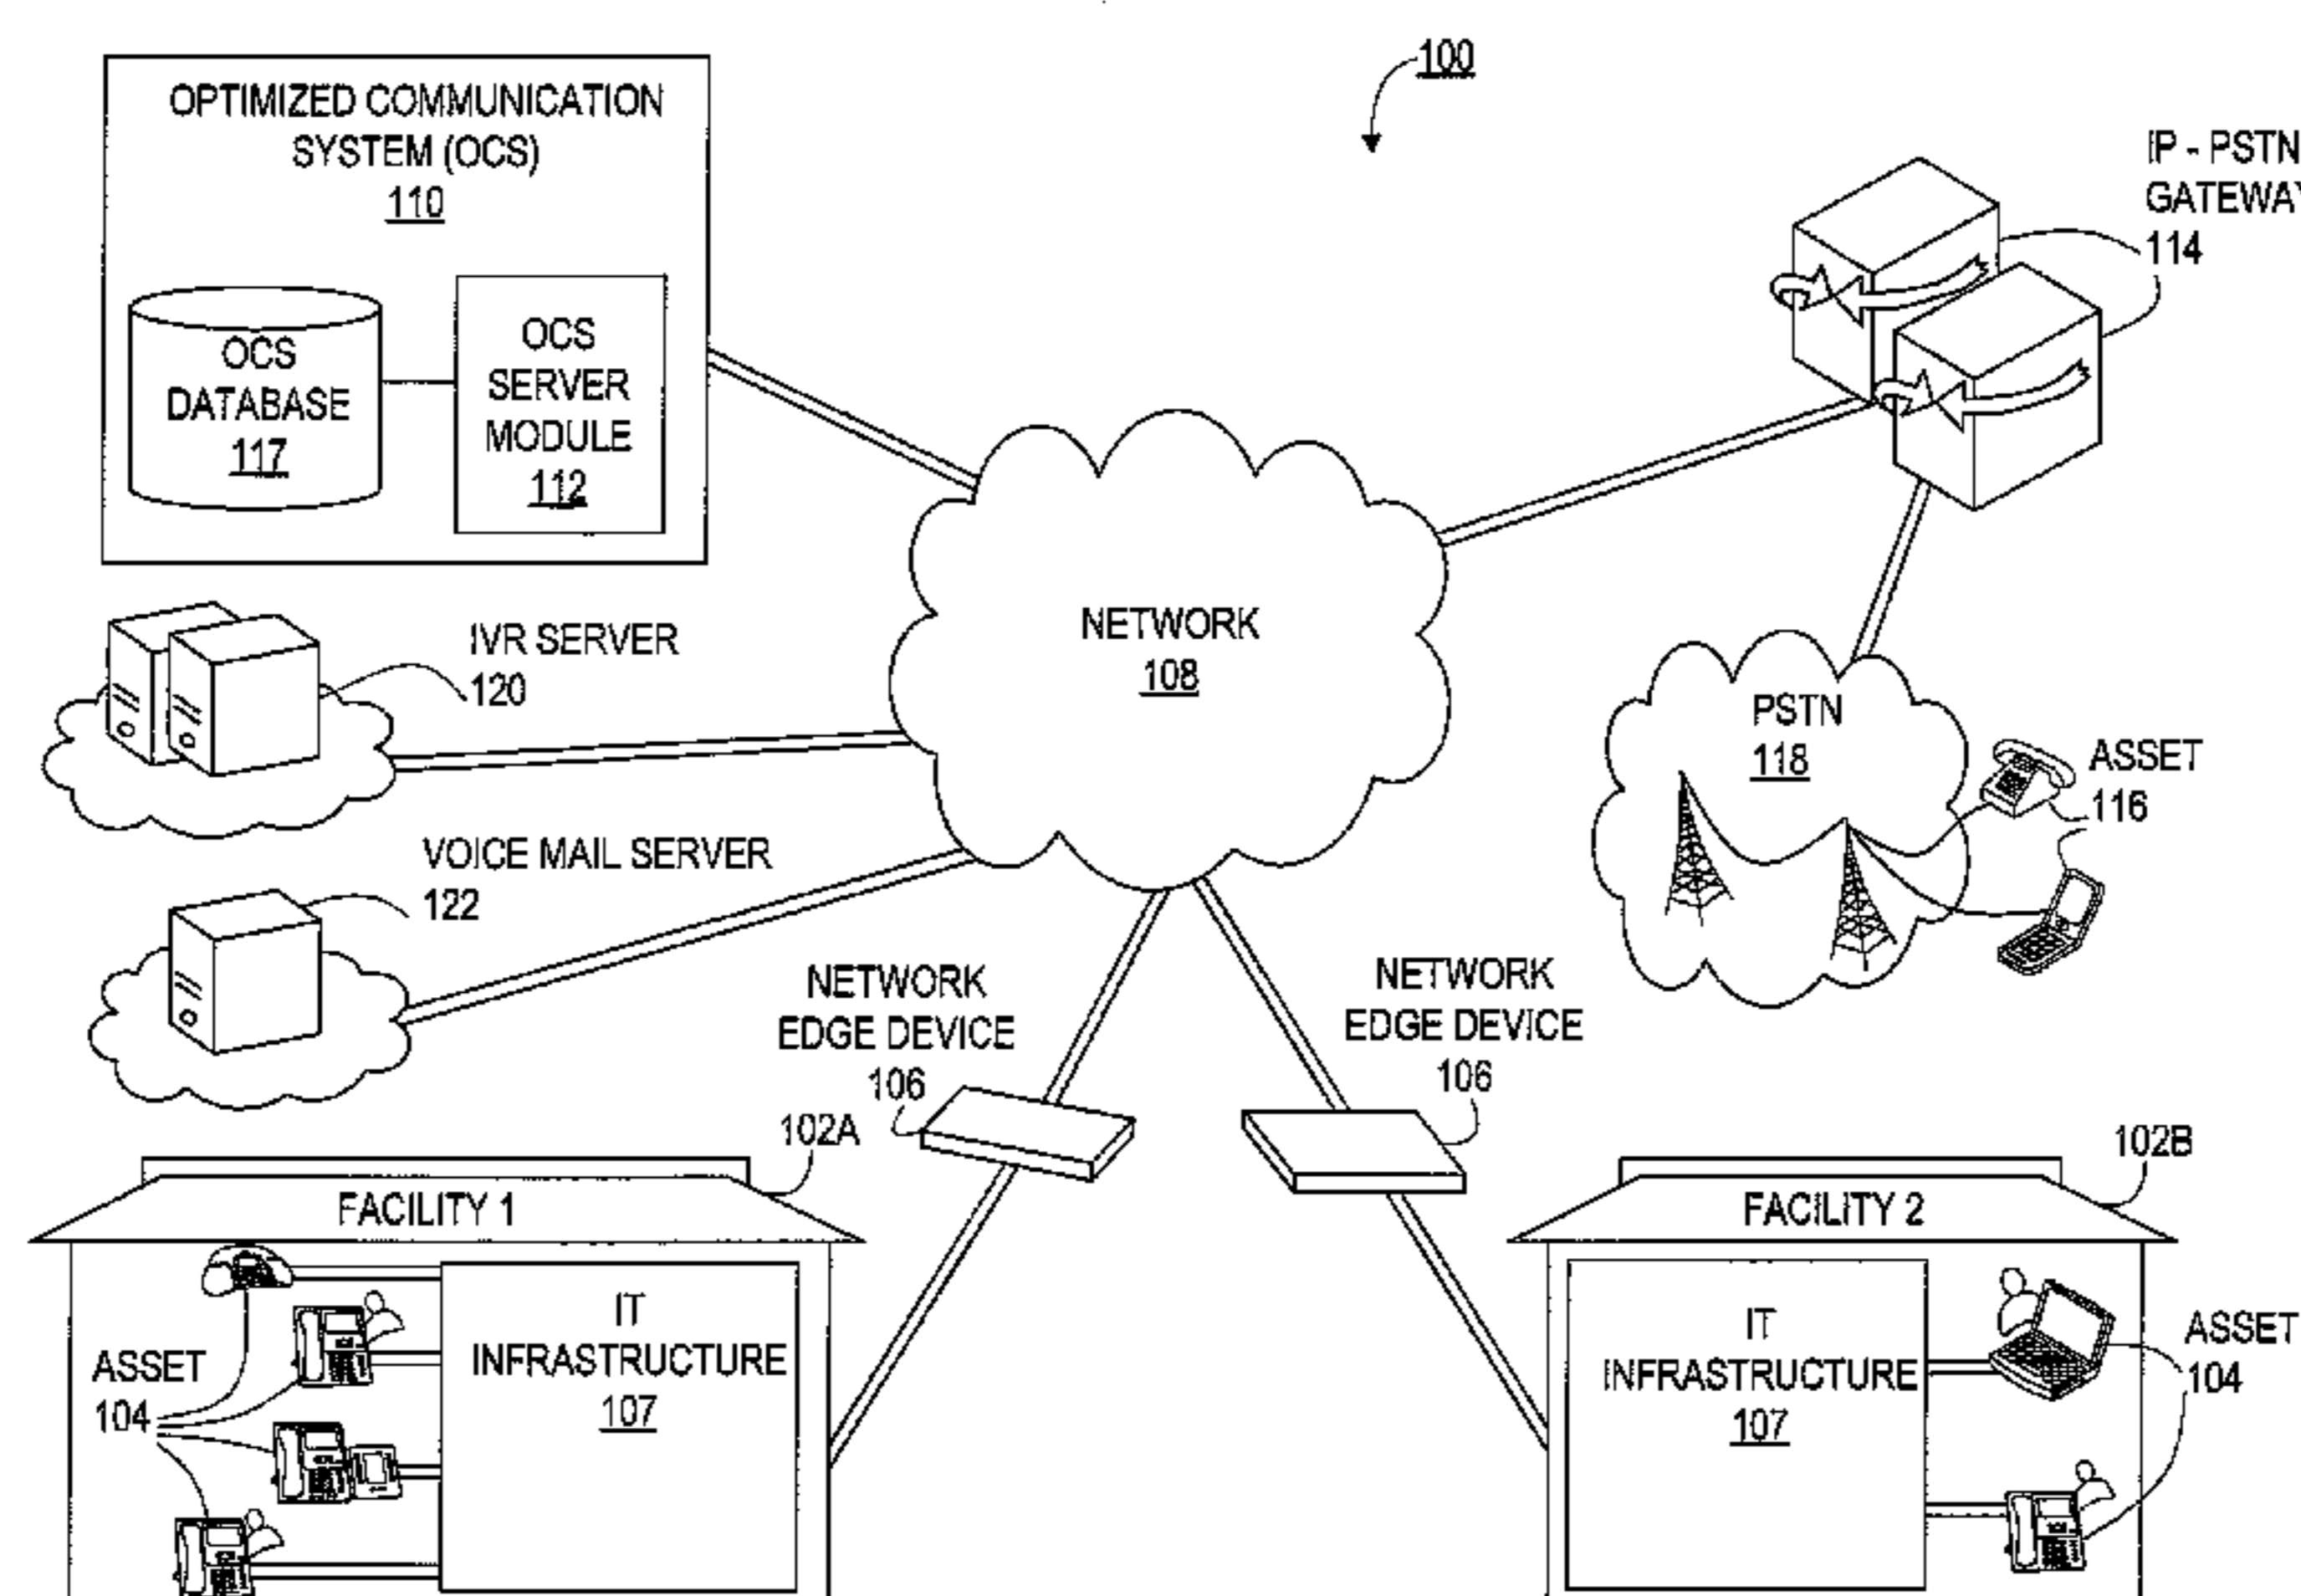 100
OPTIMIZED COMMUNICATION
SYSTEM (OCS)
110
OCS
DATABASE
117
OCS
SERVER
MODULE
112
IP - PSTN
GATEWAY
114
IVR SERVER
120
NETWORK
108
PSTN
118
ASSET
116
VOICE MAIL SERVER
122
NETWORK
EDGE DEVICE
106
NETWORK
EDGE DEVICE
106
102A
FACILITY 1
IT
INFRASTRUCTURE
107
ASSET
104
102B
FACILITY 2
IT
INFRASTRUCTURE
107
ASSET
104